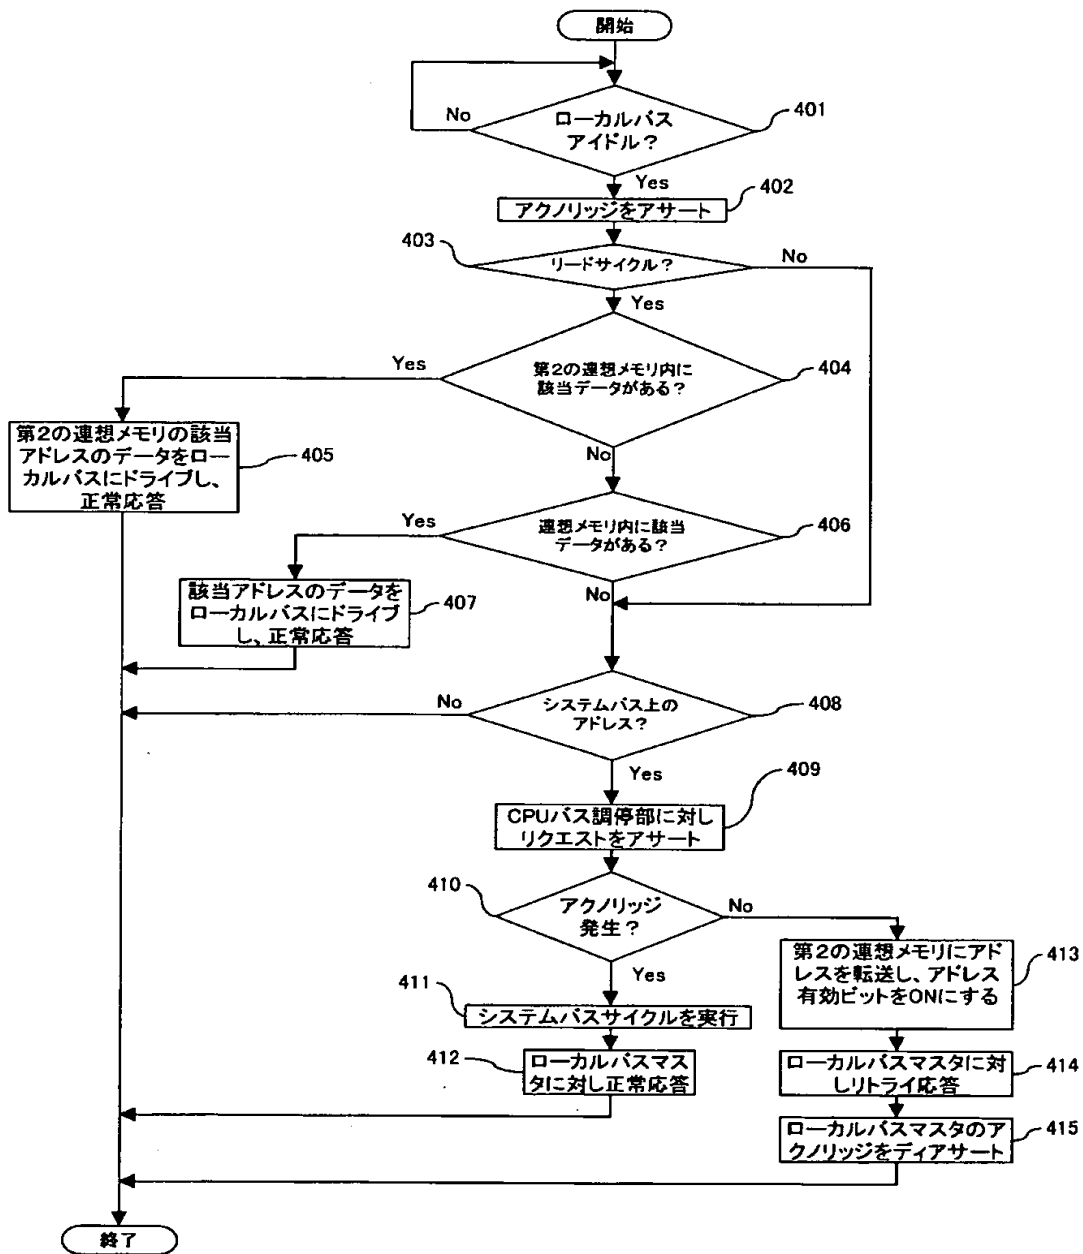 開始
No
ローカルバス
アイドル？
401
Yes
402
アクノリッジをアサート
403
リードサイクル？
No
Yes
Yes
第2の連想メモリ内に
該当データがある？
404
第2の連想メモリの該当
アドレスのデータをロー
カルバスにドライブし、
正常応答
405
No
Yes
連想メモリ内に該当
データがある？
406
該当アドレスのデータを
ローカルバスにドライブ
し、正常応答
407
No
No
システムバス上の
アドレス？
408
Yes
409
CPUバス調停部に対し
リクエストをアサート
410
アクノリッジ
発生？
No
第2の連想メモリにアド
レスを転送し、アドレス
有効ビットをONにする
413
Yes
411
システムバスサイクルを実行
412
ローカルバスマス
タに対し正常応答
ローカルバスマスタに対
しリトライ応答
414
ローカルバスマスタのア
クノリッジをディアサート
415
終了